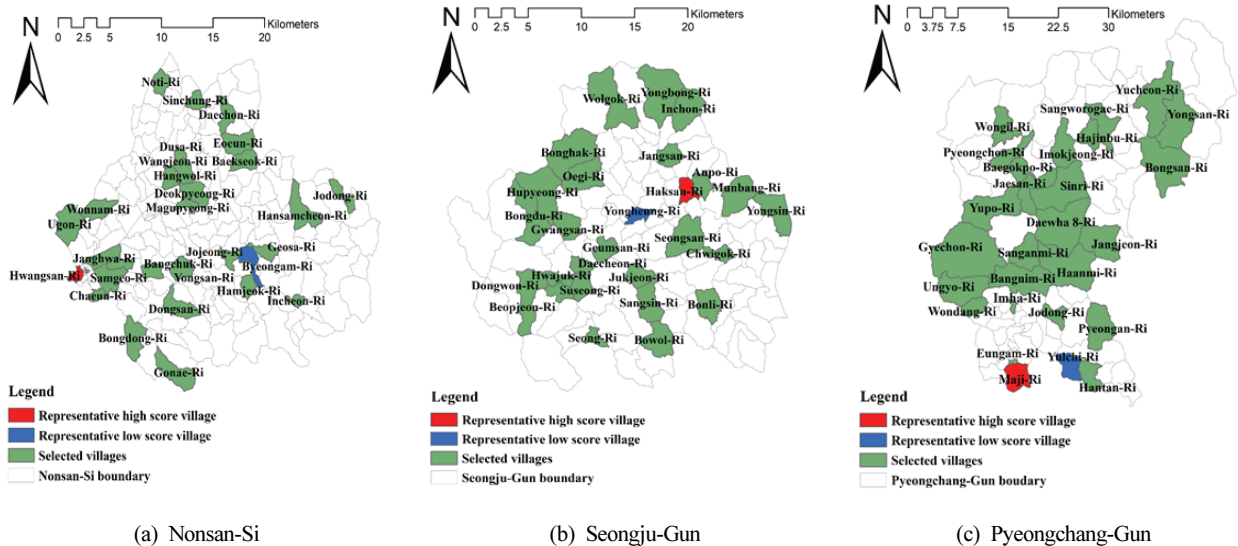 Kilometers
0 2.5 5 10 15 20
N
Noti-Ri
Sinchung-Ri
Daechon-Ri
Eocun-Ri
Dusa-Ri
Wangjeon-Ri
Baekseok-Ri
Hangwol-Ri
Deokpyeong-Ri
Jodong-Ri
Magupyeong-Ri
Hansamcheon-Ri
Wonnam-Ri
Ugon-Ri
Jojeong-Ri
Geosa-Ri
Janghwa-Ri
Bangchuk-Ri
Byeongam-Ri
Hwangsan-Ri
Samgeo-Ri
Yongsan-Ri
Chaeun-Ri
Hamjeok-Ri
Incheon-Ri
Dongsan-Ri
Bongdong-Ri
Gonae-Ri
Legend
Representative high score village
Representative low score village
Selected villages
Nonsan-Si boundary
(a) Nonsan-Si
Kilometers
0 2.5 5 10 15 20
N
Wolgok-Ri
Yongbong-Ri
Inchon-Ri
Bonghak-Ri
Jangsan-Ri
Oegi-Ri
Anpo-Ri
Hupyeong-Ri
Haksan-Ri
Munbang-Ri
Bongdu-Ri
Yongheung-Ri
Yongsin-Ri
Gwangsan-Ri
Seongsan-Ri
Geumsan-Ri
Chwigok-Ri
Daecheon-Ri
Hwajuk-Ri
Jukjeon-Ri
Dongwon-Ri
Suseong-Ri
Beopjeon-Ri
Sangsin-Ri
Bonli-Ri
Seong-Ri
Bowol-Ri
Legend
Representative high score village
Representative low score village
Selected villages
Seongju-Gun boundary
(b) Seongju-Gun
Kilometers
0 3.75 7.5 15 22.5 30
N
Yucheon-Ri
Sangworogae-Ri
Yongsan-Ri
Wongil-Ri
Hajinbu-Ri
Pyeongchon-Ri
Imokjeong-Ri
Baegokpo-Ri
Bongsan-Ri
Jaesan-Ri
Sinri-Ri
Yupo-Ri
Daewha 8-Ri
Gyechon-Ri
Jangjeon-Ri
Sanganmi-Ri
Bangnim-Ri
Haanmi-Ri
Ungyo-Ri
Imha-Ri
Wondang-Ri
Jodong-Ri
Pyeongan-Ri
Eungam-Ri
Yulchi-Ri
Maji-Ri
Hantan-Ri
Legend
Representative high score village
Representative low score village
Selected villages
Pyeongchang-Gun boudary
(c) Pyeongchang-Gun